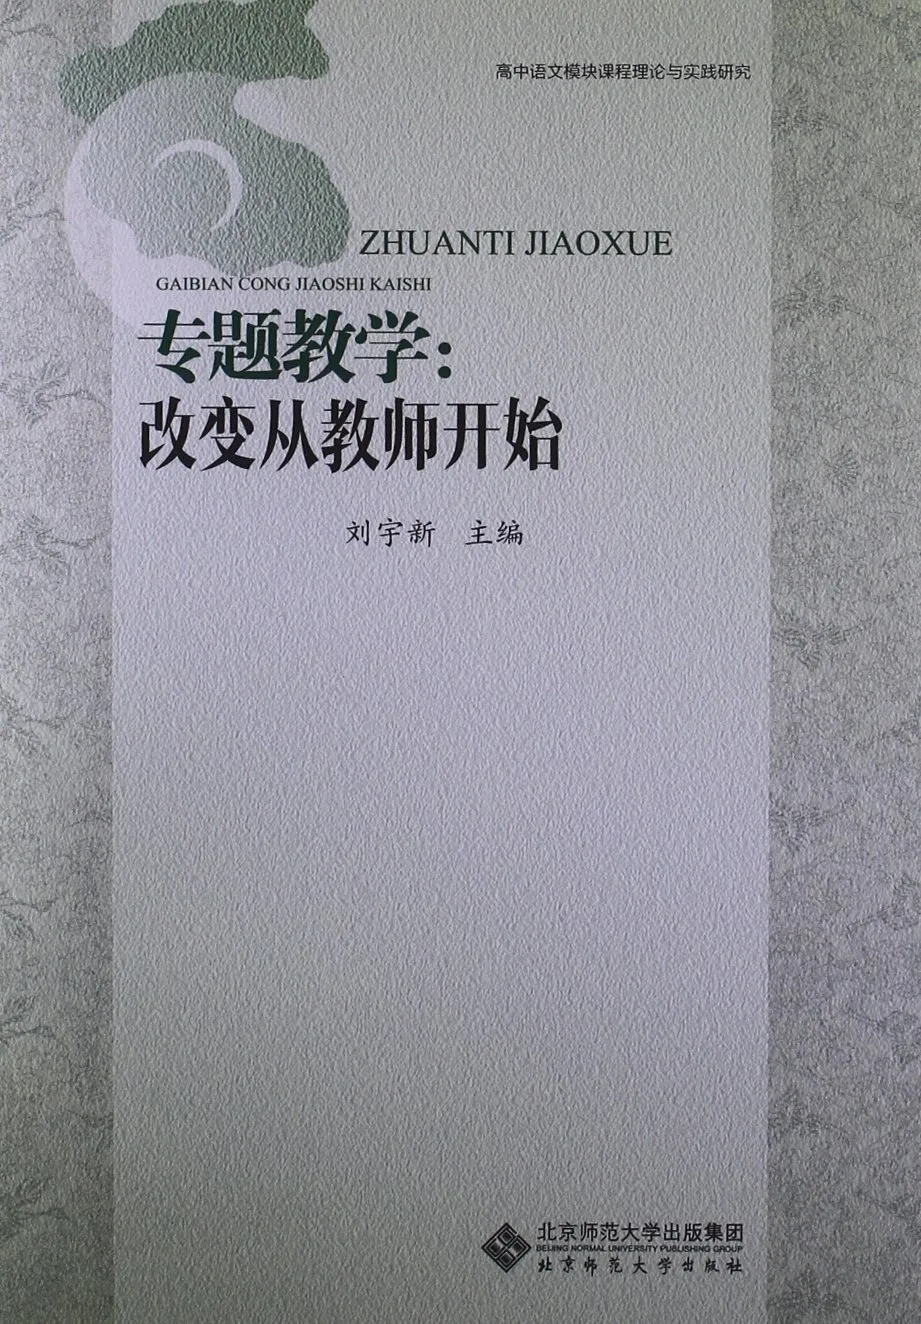 高中语文模块课程理论与实践研究
ZHUANTI JIAOXUE
GAIBIAN CONG JIAOSHI KAISHI
专题教学：
改变从教师开始
刘宇新 主编
北京师范大学出版集团
BEIJING NORMAL UNIVERSITY PUBLISHING GROUP
北京师范大学出版社